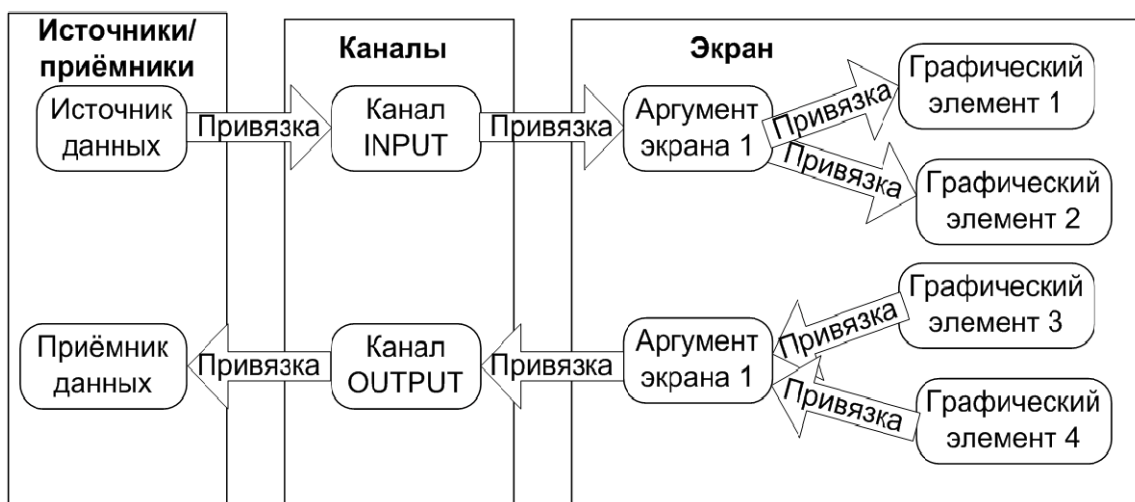 Источники/
приёмники
Каналы
Экран
Источник
данных
Привязка
Канал
INPUT
Привязка
Аргумент
экрана 1
Привязка
Графический
элемент 1
Привязка
Графический
элемент 2
Приёмник
данных
Привязка
Канал
OUTPUT
Привязка
Аргумент
экрана 1
Привязка
Графический
элемент 3
Привязка
Графический
элемент 4